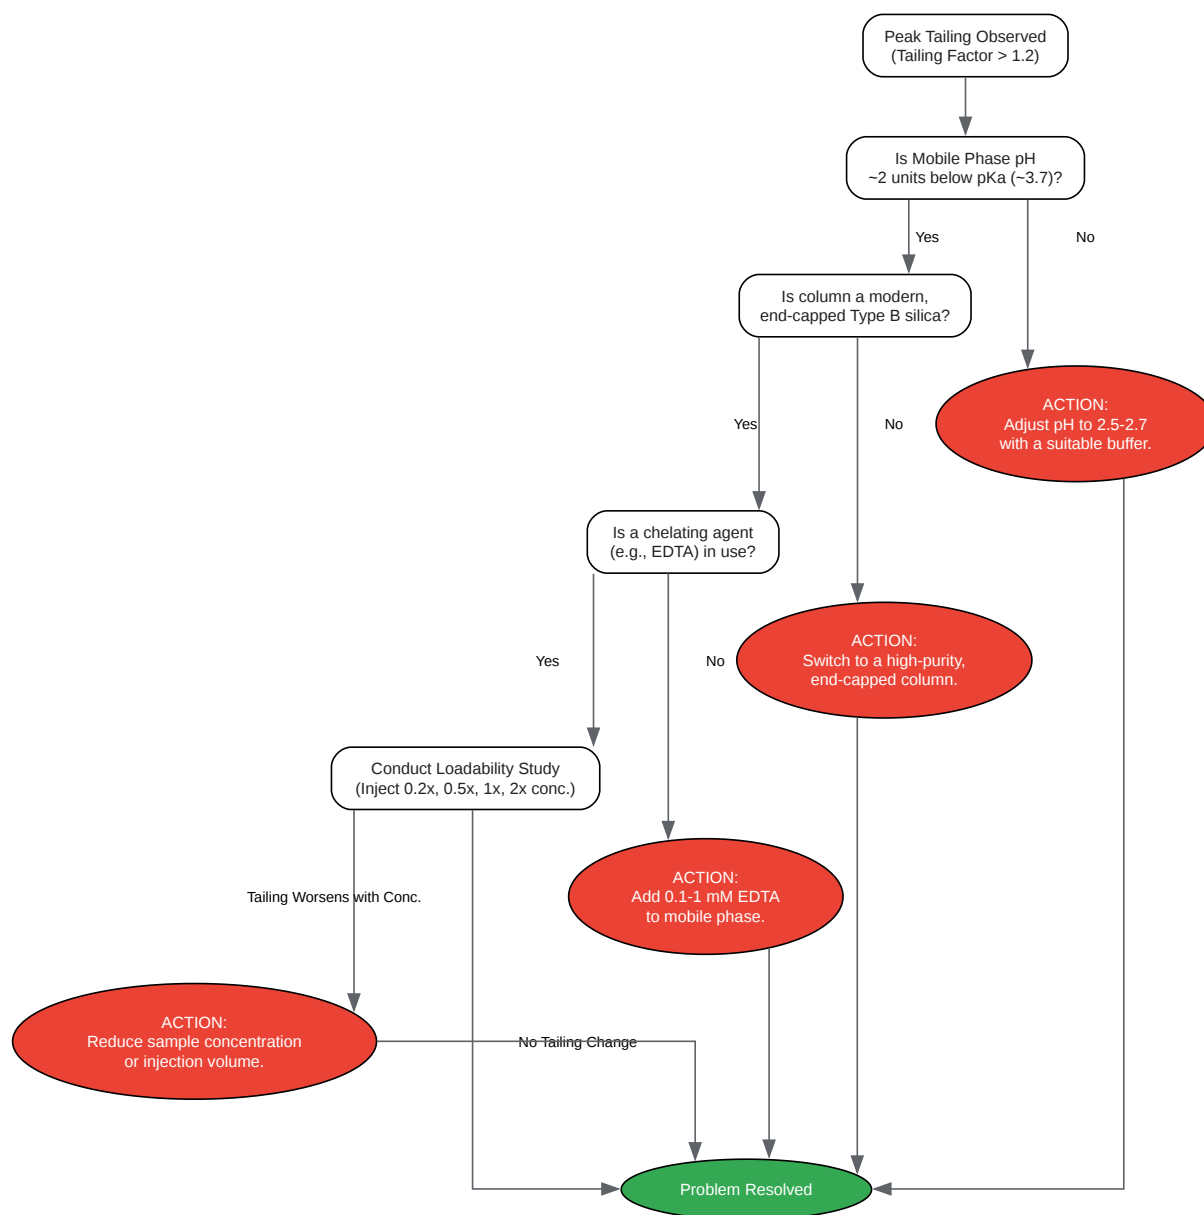 Peak Tailing Observed
(Tailing Factor > 1.2)
Is Mobile Phase pH
~2 units below pKa (~3.7)?
Yes
No
Is column a modern,
end-capped Type B silica?
Yes
No
ACTION:
Adjust pH to 2.5-2.7
with a suitable buffer.
Is a chelating agent
(e.g., EDTA) in use?
Yes
No
ACTION:
Switch to a high-purity,
end-capped column.
Conduct Loadability Study
(Inject 0.2x, 0.5x, 1x, 2x conc.)
Tailing Worsens with Conc.
ACTION:
Add 0.1-1 mM EDTA
to mobile phase.
ACTION:
Reduce sample concentration
or injection volume.
No Tailing Change
Problem Resolved